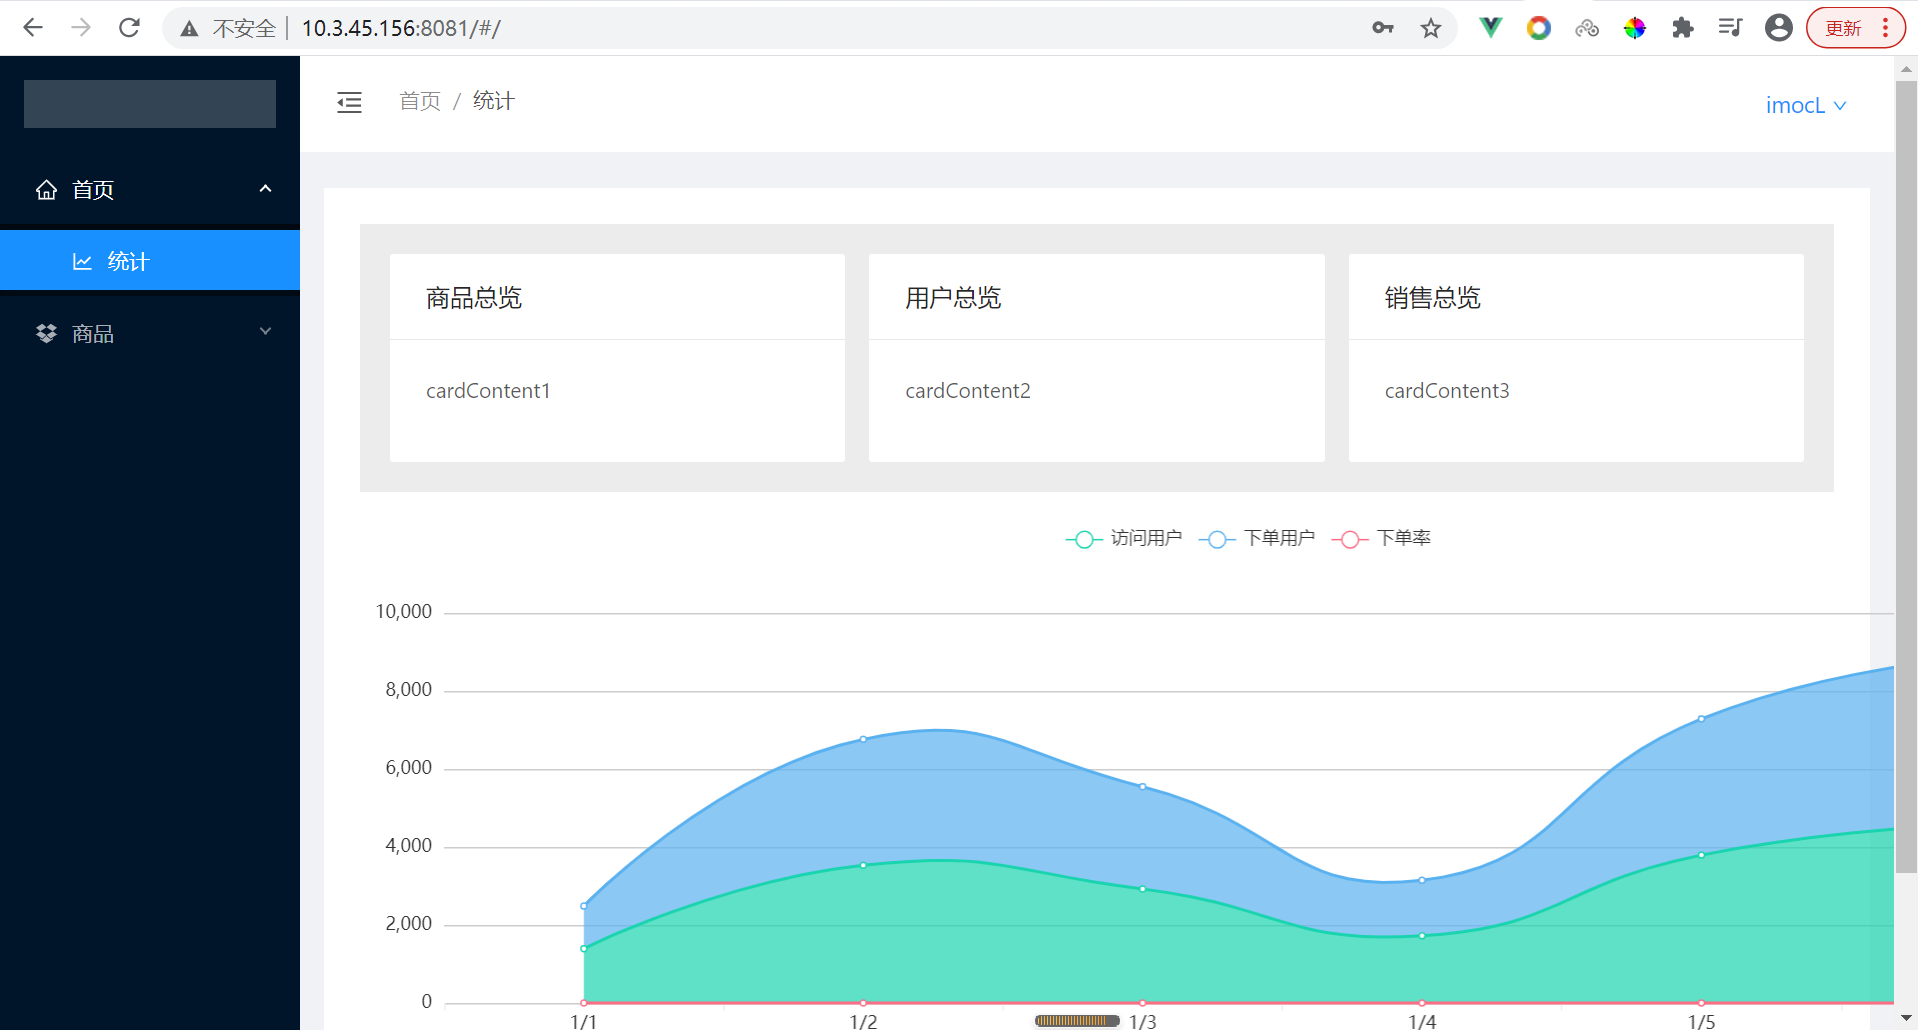 不安全 | 10.3.45.156:8081/#/
更新
首页 / 统计
imocL
首页
统计
商品
商品总览
用户总览
销售总览
cardContent1
cardContent2
cardContent3
访问用户
下单用户
下单率
10,000
8,000
6,000
4,000
2,000
0
1/1
1/2
1/3
1/4
1/5